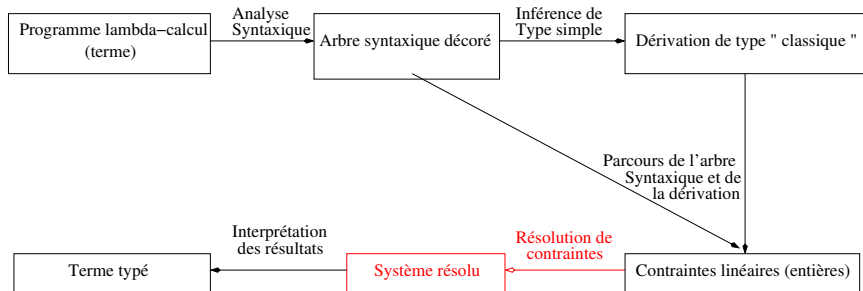 Programme lambda−calcul
(terme)
Analyse
Syntaxique
Arbre syntaxique décoré
Inférence de
Type simple
Dérivation de type " classique "
Parcours de l'arbre
Syntaxique et de
la dérivation
Terme typé
Interprétation
des résultats
Système résolu
Résolution de
contraintes
Contraintes linéaires (entières)